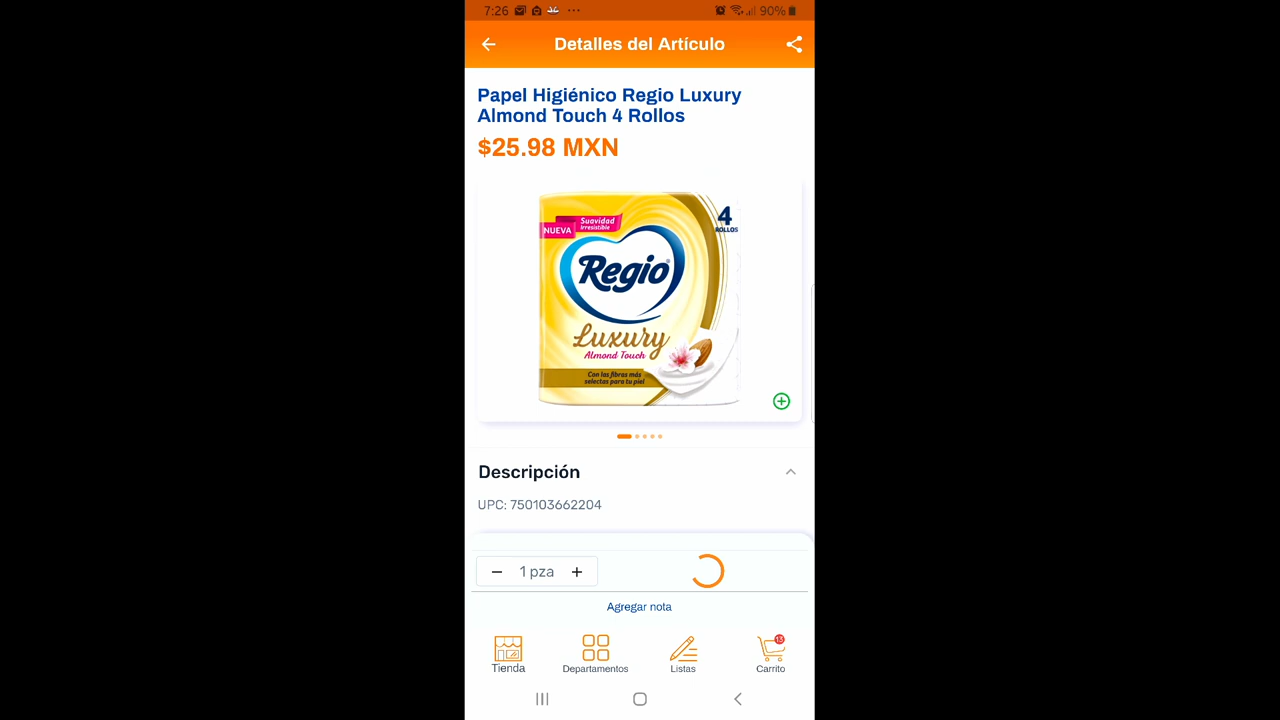 7:26
90%
Detalles del Artículo
Papel Higiénico Regio Luxury
Almond Touch 4 Rollos
$25.98 MXN
NUEVA
Suavidad
Irresistible
4
ROLLOS
Regio
Luxury
Almond Touch
Con las fibras más
selectas para tu piel
Descripción
UPC: 750103662204
1 pza
Agregar nota
Tienda
Departamentos
Listas
13
Carrito